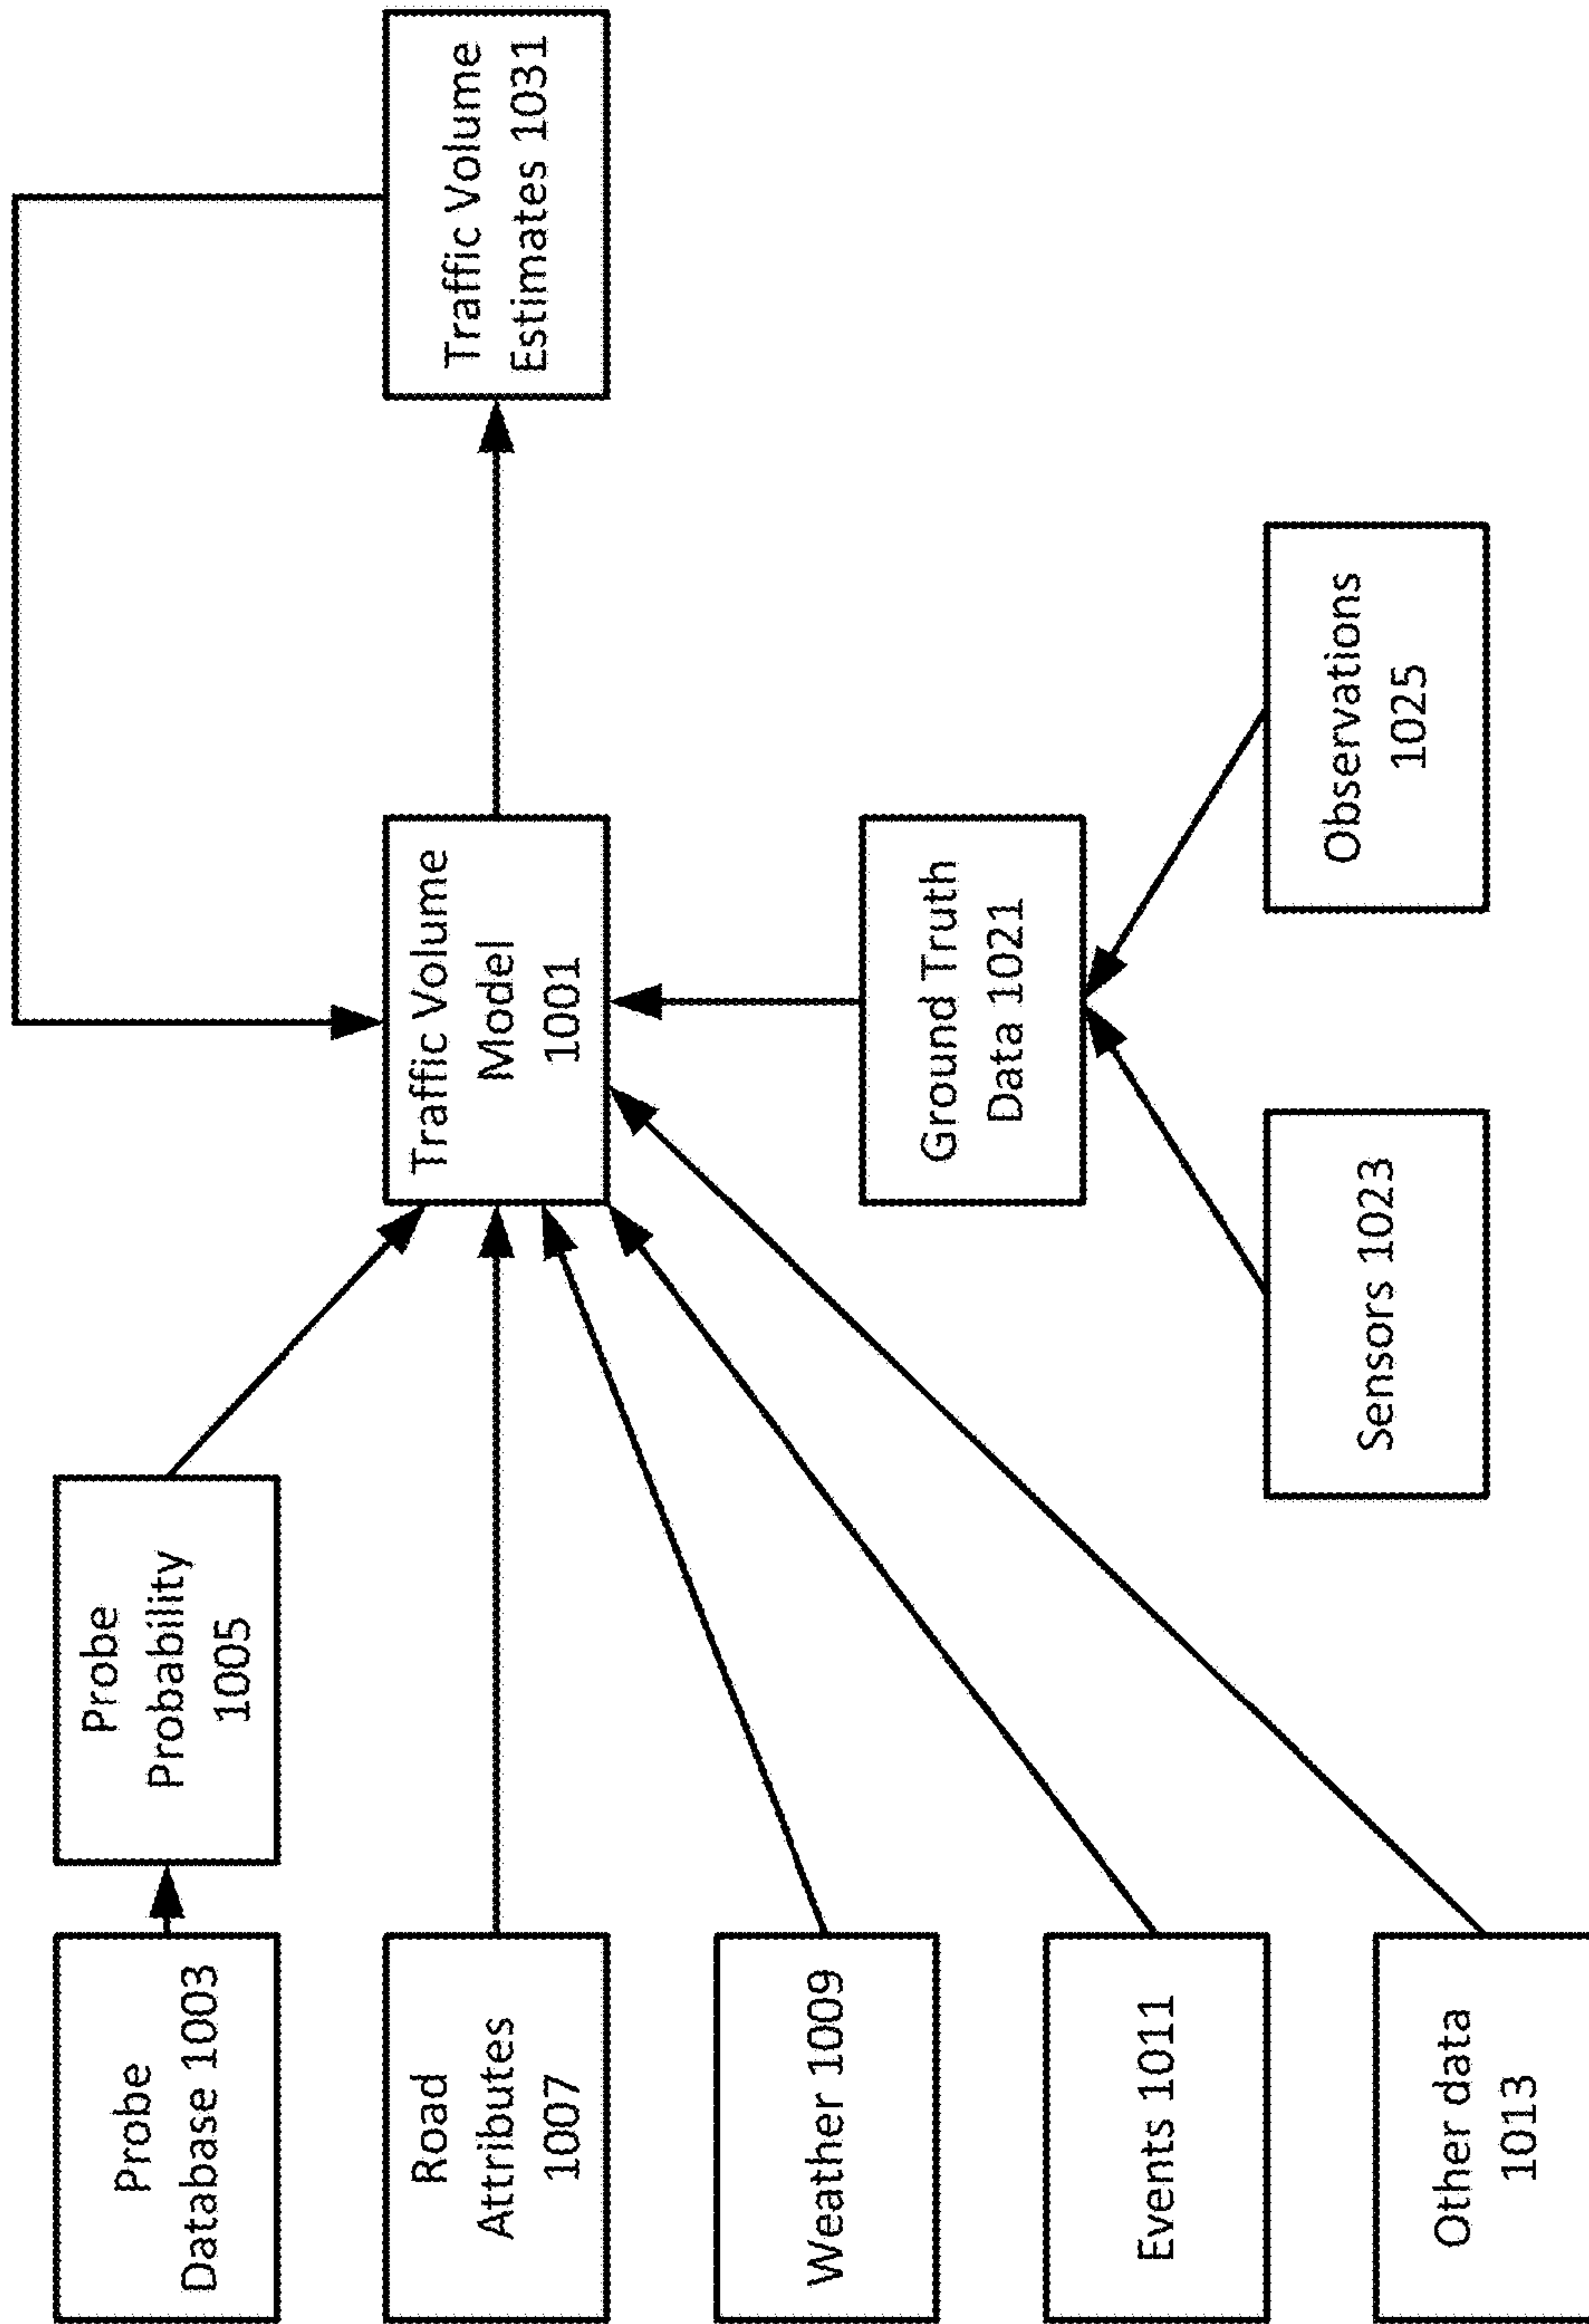 Probe
Database 1003
Probe
Probability
1005
Road
Attributes
1007
Weather 1009
Events 1011
Other data
1013
Traffic Volume
Model
1001
Ground Truth
Data 1021
Sensors 1023
Observations
1025
Traffic Volume
Estimates 1031